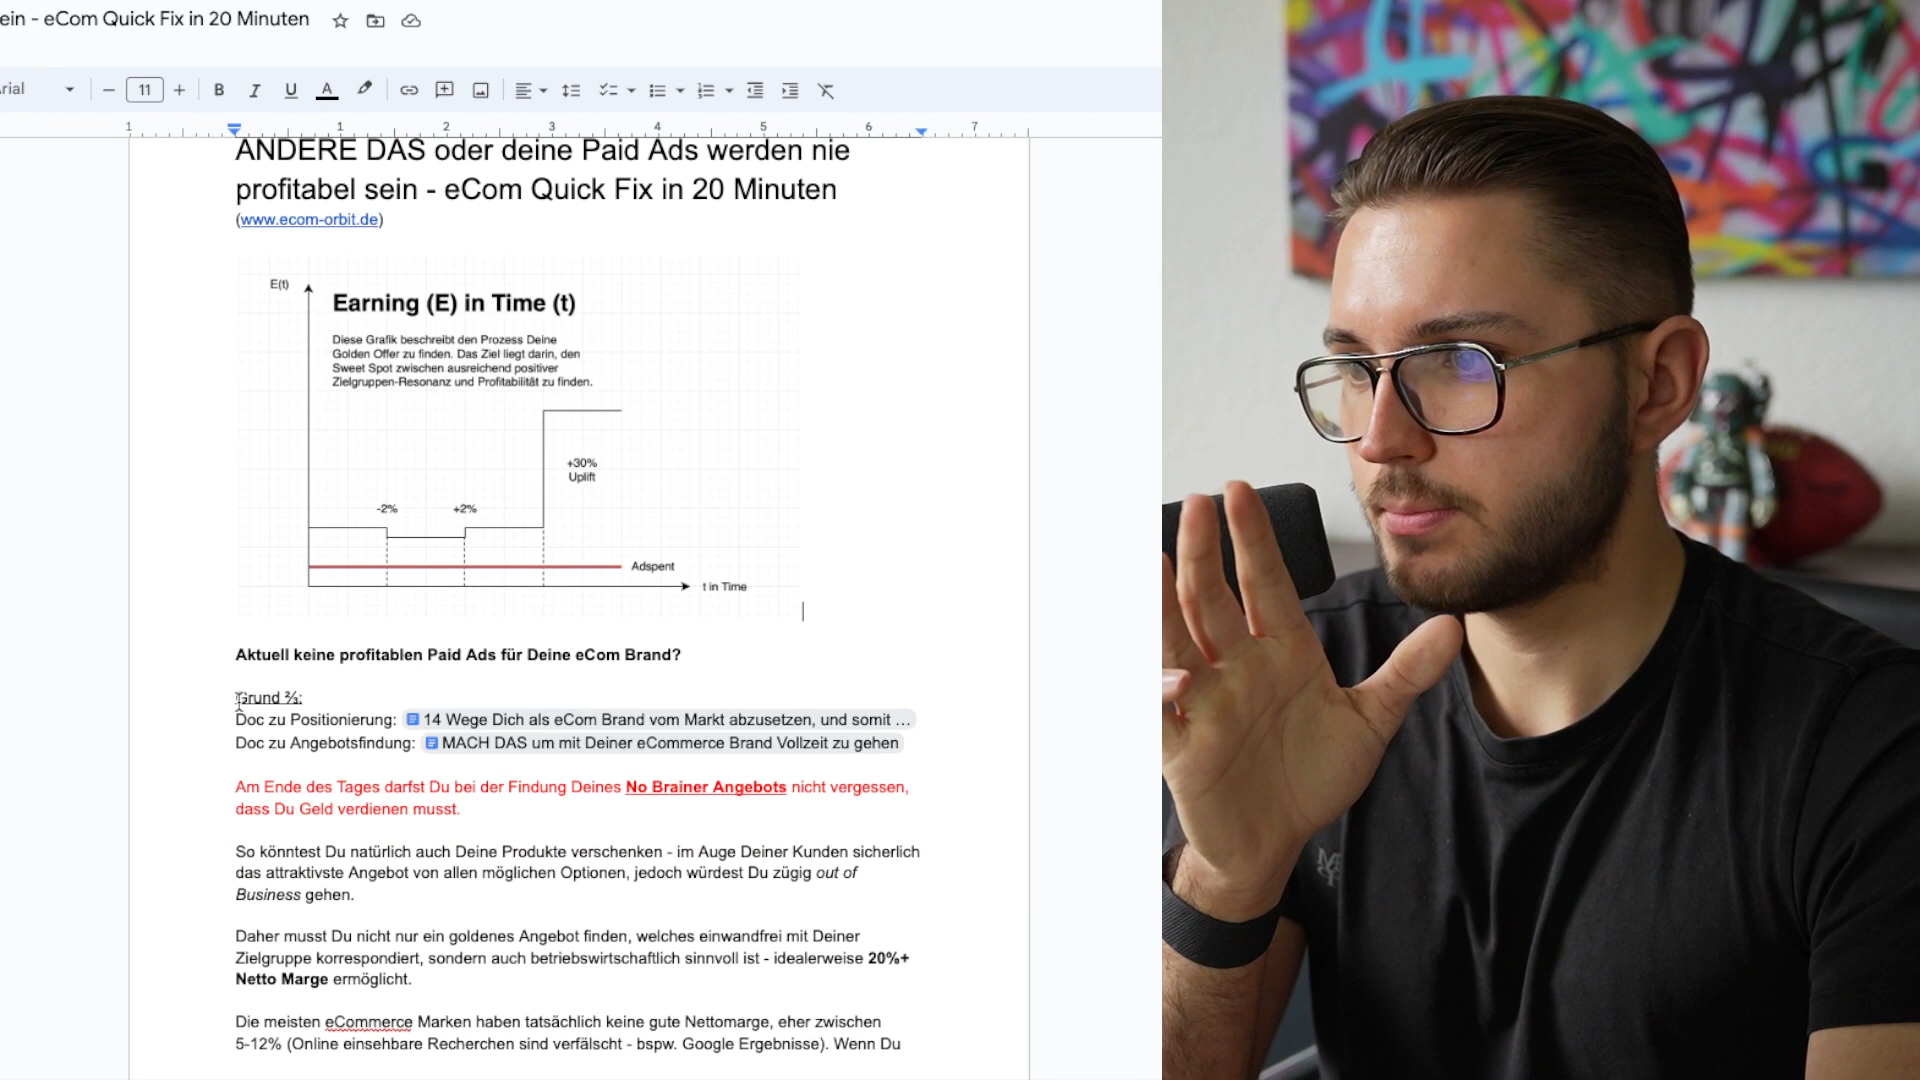 ein - eCom Quick Fix in 20 Minuten
rial
11
1 1 2 3 4 5 6 7
ÄNDERE DAS oder deine Paid Ads werden nie
profitabel sein - eCom Quick Fix in 20 Minuten
(www.ecom-orbit.de)
E(t)
Earning (E) in Time (t)
Diese Grafik beschreibt den Prozess Deine
Golden Offer zu finden. Das Ziel liegt darin, den
Sweet Spot zwischen ausreichend positiver
Zielgruppen-Resonanz und Profitabilität zu finden.
+30%
Uplift
-2%
+2%
Adspent
t in Time
Aktuell keine profitablen Paid Ads für Deine eCom Brand?
Grund ⅔:
Doc zu Positionierung: 14 Wege Dich als eCom Brand vom Markt abzusetzen, und somit ...
Doc zu Angebotsfindung: MACH DAS um mit Deiner eCommerce Brand Vollzeit zu gehen
Am Ende des Tages darfst Du bei der Findung Deines No Brainer Angebots nicht vergessen,
dass Du Geld verdienen musst.
So könntest Du natürlich auch Deine Produkte verschenken - im Auge Deiner Kunden sicherlich
das attraktivste Angebot von allen möglichen Optionen, jedoch würdest Du zügig out of
Business gehen.
Daher musst Du nicht nur ein goldenes Angebot finden, welches einwandfrei mit Deiner
Zielgruppe korrespondiert, sondern auch betriebswirtschaftlich sinnvoll ist - idealerweise 20%+
Netto Marge ermöglicht.
Die meisten eCommerce Marken haben tatsächlich keine gute Nettomarge, eher zwischen
5-12% (Online einsehbare Recherchen sind verfälscht - bspw. Google Ergebnisse). Wenn Du